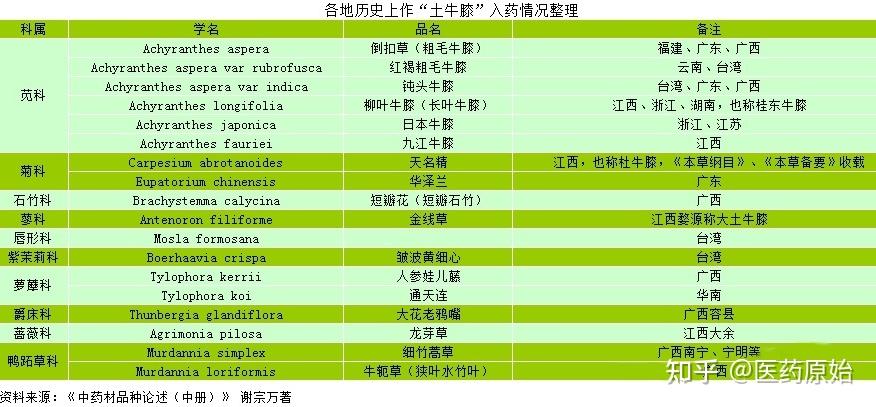 各地历史上作“土牛膝”入药情况整理
科属 学名 品名 备注
苋科 Achyranthes aspera 倒扣草（粗毛牛膝） 福建、广东、广西
Achyranthes aspera var rubrofusca 红褐粗毛牛膝 云南、台湾
Achyranthes aspera var indica 钝头牛膝 台湾、广东、广西
Achyranthes longifolia 柳叶牛膝（长叶牛膝） 江西、浙江、湖南，也称桂东牛膝
Achyranthes japonica 日本牛膝 浙江、江苏
Achyranthes fauriei 九江牛膝 江西
菊科 Carpesium abrotanoides 天名精 江西，也称杜牛膝，《本草纲目》、《本草备要》收载
Eupatorium chinensis 华泽兰 广东
石竹科 Brachystemma calycina 短瓣花（短瓣石竹） 广西
蓼科 Antenoron filiforme 金线草 江西婺源称大土牛膝
唇形科 Mosla formosana 台湾
紫茉莉科 Boerhaavia crispa 皱波黄细心 台湾
萝藦科 Tylophora kerrii 人参娃儿藤 广西
Tylophora koi 通天连 华南
爵床科 Thunbergia glandiflora 大花老鸦嘴 广西容县
蔷薇科 Agrimonia pilosa 龙芽草 江西大余
鸭跖草科 Murdannia simplex 细竹蒿草 广西南宁、宁明等
Murdannia loriformis 牛轭草（狭叶水竹叶） 西
知乎 @医药原始
资料来源：《中药材品种论述（中册）》 谢宗万著